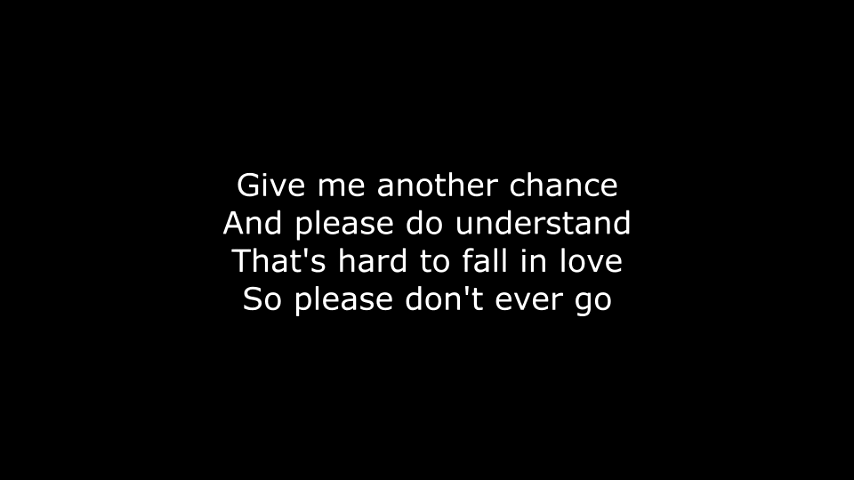 Give me another chance
And please do understand
That's hard to fall in love
So please don't ever go